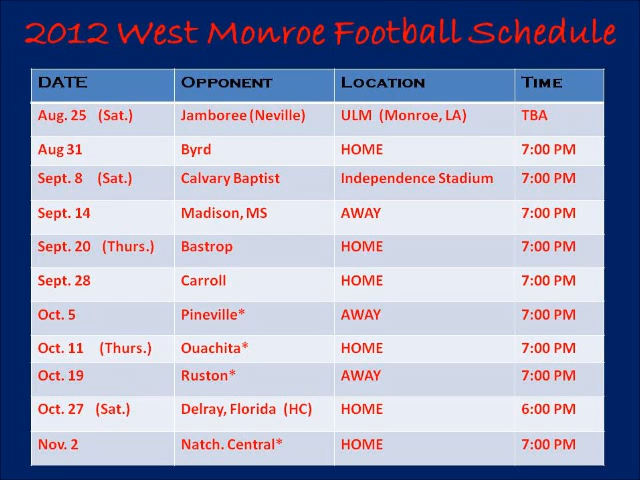 2012 West Monroe Football Schedule
DATE Opponent Location Time
Aug. 25 (Sat.) Jamboree (Neville) ULM (Monroe, LA) TBA
Aug 31 Byrd HOME 7:00 PM
Sept. 8 (Sat.) Calvary Baptist Independence Stadium 7:00 PM
Sept. 14 Madison, MS AWAY 7:00 PM
Sept. 20 (Thurs.) Bastrop HOME 7:00 PM
Sept. 28 Carroll HOME 7:00 PM
Oct. 5 Pineville* AWAY 7:00 PM
Oct. 11 (Thurs.) Ouachita* HOME 7:00 PM
Oct. 19 Ruston* AWAY 7:00 PM
Oct. 27 (Sat.) Delray, Florida (HC) HOME 6:00 PM
Nov. 2 Natch. Central* HOME 7:00 PM